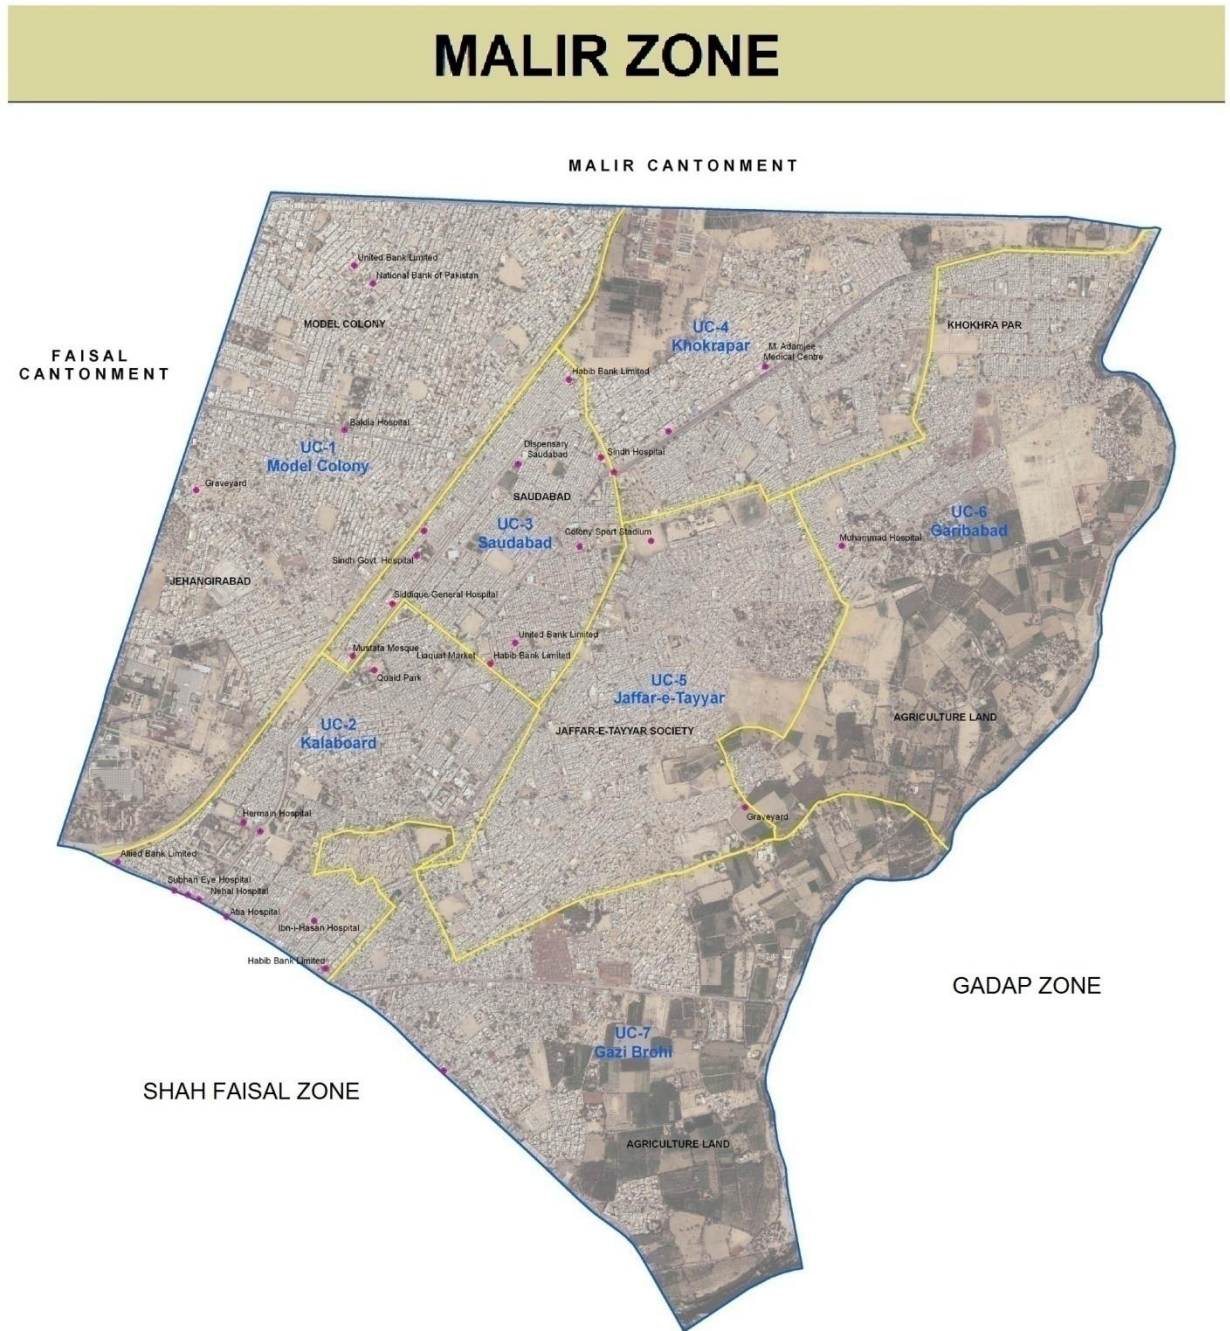 MALIR ZONE
MALIR CANTONMENT
United Bank Limited
National Bank of Pakistan
MODEL COLONY
KHOKHRA PAR
UC-4
Khokrapar
FAISAL
CANTONMENT
M. Adamjee
Medical Centre
Habib Bank Limited
Baldia Hospital
UC-1
Model Colony
Dispensary
Saudabad
Sindh Hospital
Graveyard
SAUDABAD
UC-3
Saudabad
UC-6
Garibabad
Colony Sport Stadium
Muhammad Hospital
Sindh Govt. Hospital
JEHANGIRABAD
Siddique General Hospital
United Bank Limited
Mustafa Mosque
Liaquat Market
Habib Bank Limited
Quaid Park
UC-5
Jaffar-e-Tayyar
UC-2
Kalaboard
JAFFAR-E-TAYYAR SOCIETY
AGRICULTURE LAND
Hermain Hospital
Graveyard
Allied Bank Limited
Subhan Eye Hospital
Nehal Hospital
Atia Hospital
Ibn-i-Hasan Hospital
Habib Bank Limited
GADAP ZONE
UC-7
Gazi Brohi
SHAH FAISAL ZONE
AGRICULTURE LAND